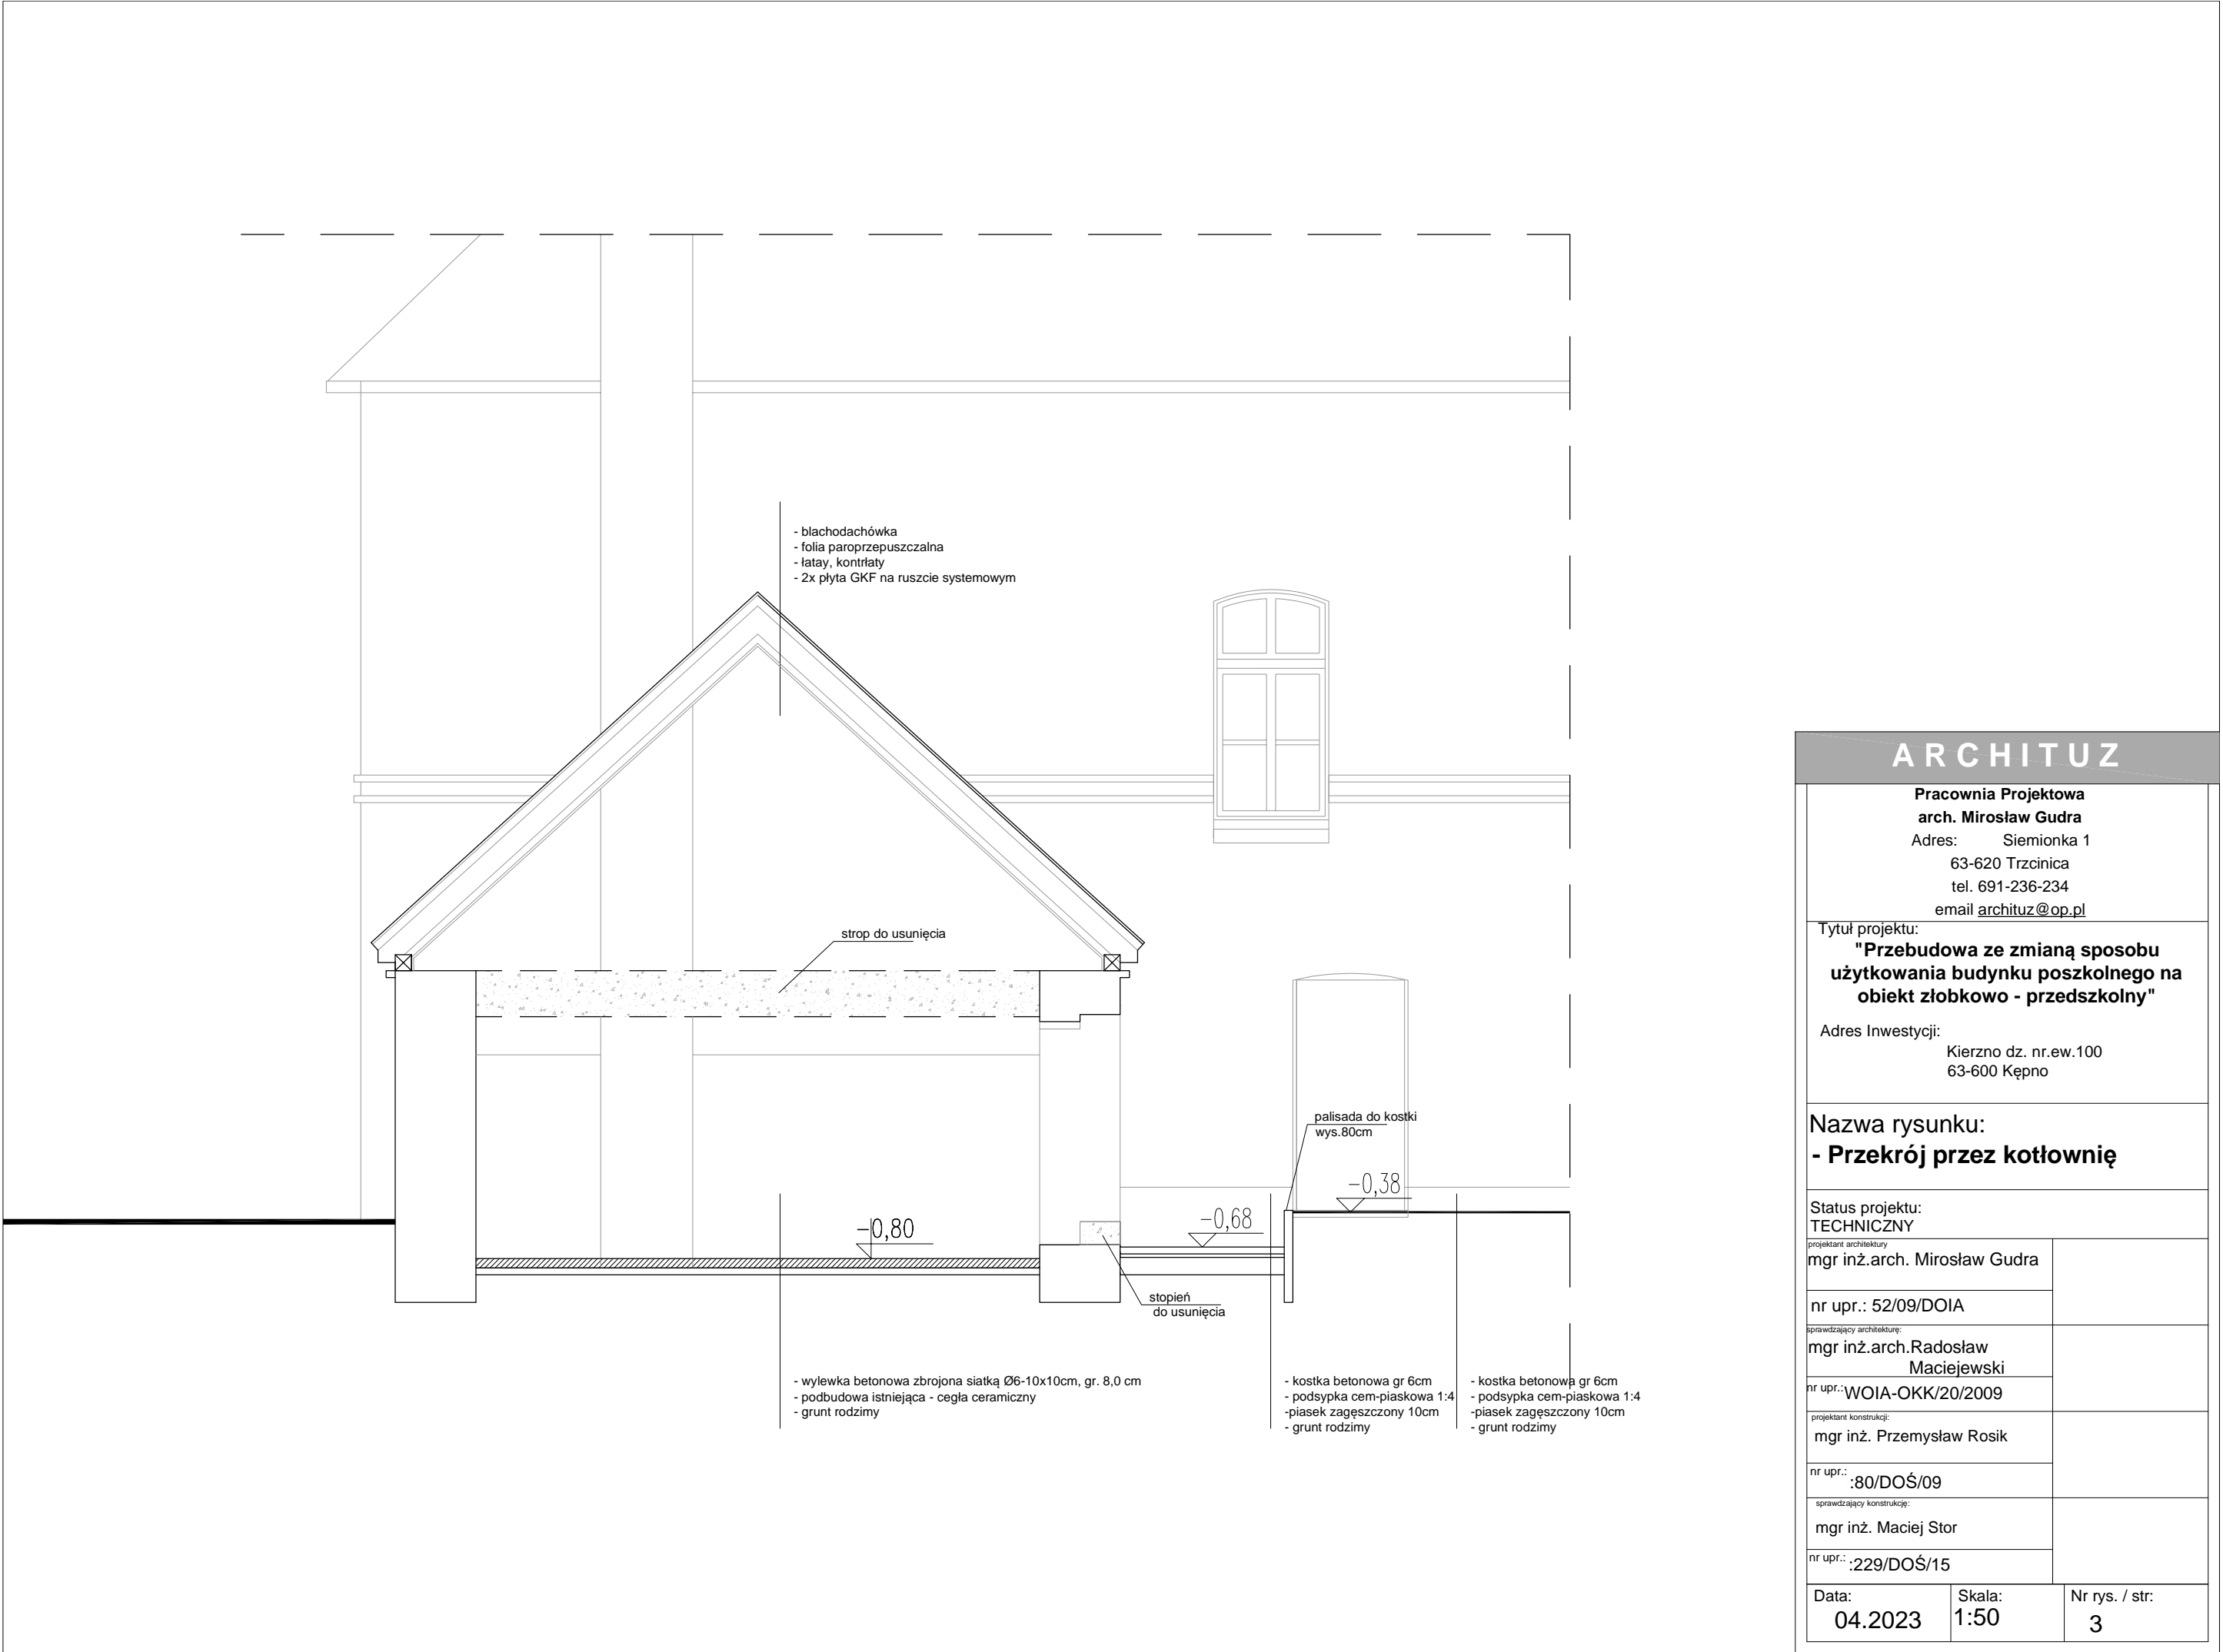 - blachodachówka
- folia paroprzepuszczalna
- łatay, kontrłaty
- 2x płyta GKF na ruszcie systemowym
strop do usunięcia
palisada do kostki
wys.80cm
-0,38
-0,68
-0,80
stopień
do usunięcia
- wylewka betonowa zbrojona siatką Ø6-10x10cm, gr. 8,0 cm
- podbudowa istniejąca - cegła ceramiczny
- grunt rodzimy
- kostka betonowa gr 6cm
- podsypka cem-piaskowa 1:4
-piasek zagęszczony 10cm
- grunt rodzimy
- kostka betonowa gr 6cm
- podsypka cem-piaskowa 1:4
-piasek zagęszczony 10cm
- grunt rodzimy
ARCHITUZ
Pracownia Projektowa
arch. Mirosław Gudra
Adres: Siemionka 1
63-620 Trzcinica
tel. 691-236-234
email archituz@op.pl
Tytuł projektu:
"Przebudowa ze zmianą sposobu
użytkowania budynku poszkolnego na
obiekt złobkowo - przedszkolny"
Adres Inwestycji:
Kierzno dz. nr.ew.100
63-600 Kępno
Nazwa rysunku:
- Przekrój przez kotłownię
Status projektu:
TECHNICZNY
projektant architektury
mgr inż.arch. Mirosław Gudra
nr upr.: 52/09/DOIA
sprawdzający architekturę:
mgr inż.arch.Radosław
Maciejewski
nr upr.: WOIA-OKK/20/2009
projektant konstrukcji:
mgr inż. Przemysław Rosik
nr upr.: :80/DOŚ/09
sprawdzający konstrukcję:
mgr inż. Maciej Stor
nr upr.: :229/DOŚ/15
Data: Skala: Nr rys. / str:
04.2023 1:50 3